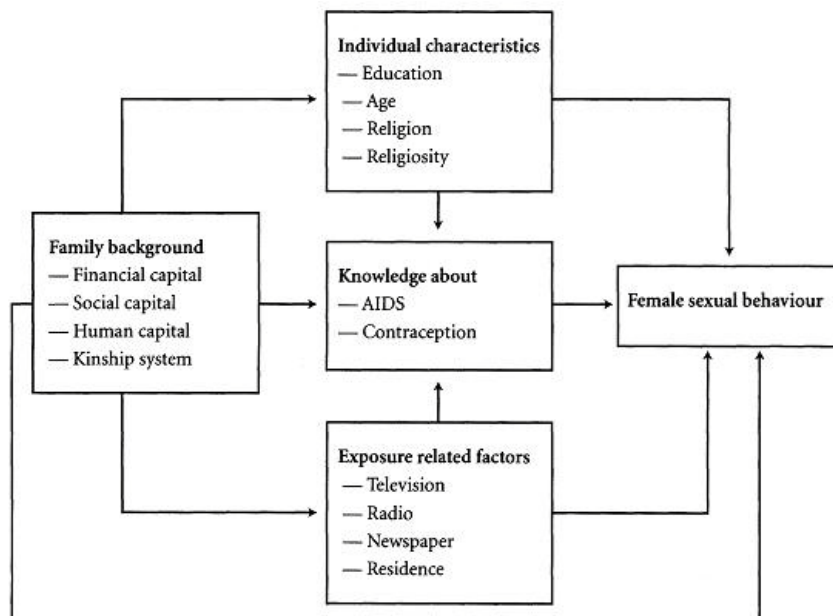 Individual characteristics
— Education
— Age
— Religion
— Religiosity
Family background
— Financial capital
— Social capital
— Human capital
— Kinship system
Knowledge about
— AIDS
— Contraception
Female sexual behaviour
Exposure related factors
— Television
— Radio
— Newspaper
— Residence